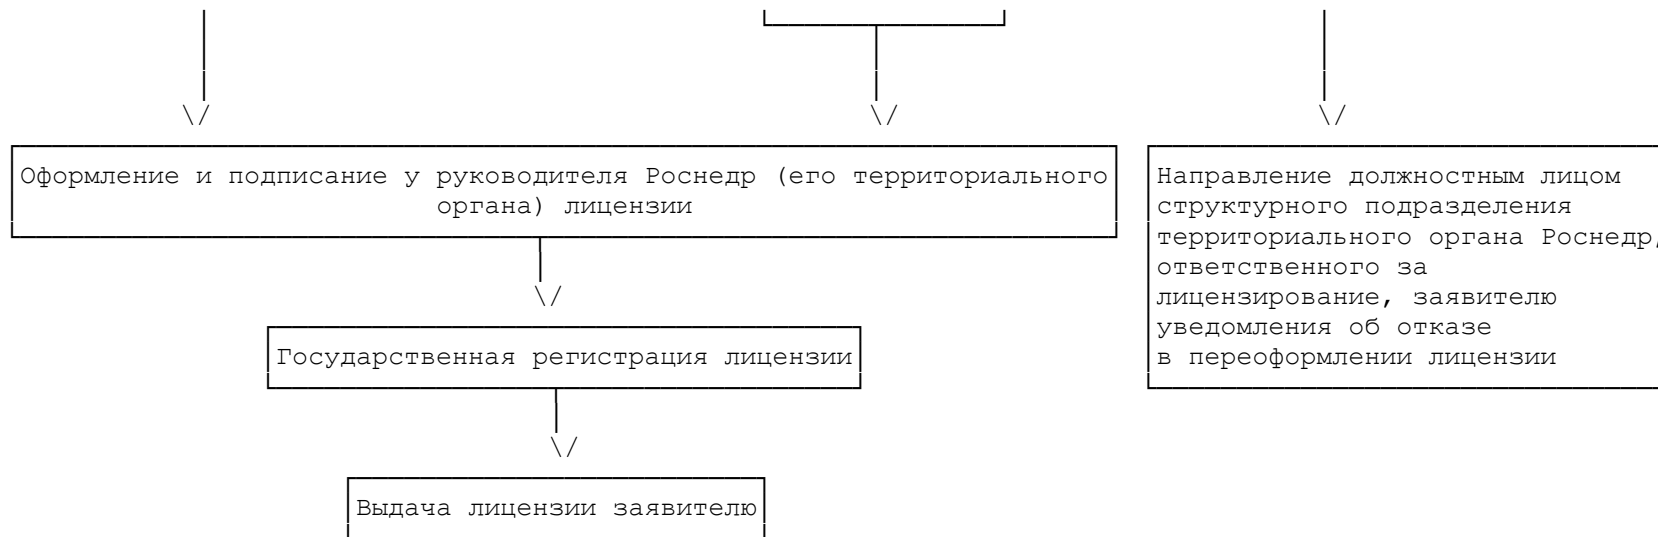 Оформление и подписание у руководителя Роснедр (его территориального
органа) лицензии
Направление должностным лицом
структурного подразделения
территориального органа Роснедр,
ответственного за
лицензирование, заявителю
уведомления об отказе
в переоформлении лицензии
Государственная регистрация лицензии
Выдача лицензии заявителю